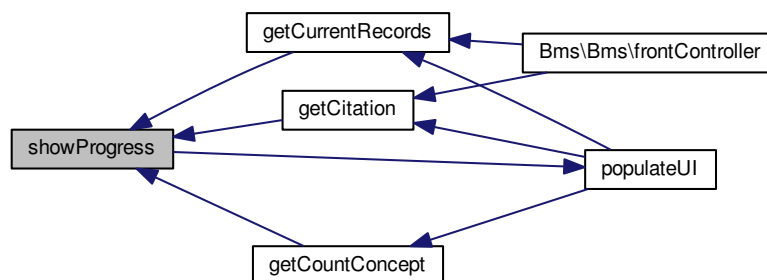 getCurrentRecords
Bms\Bms\frontController
getCitation
showProgress
populateUI
getCountConcept